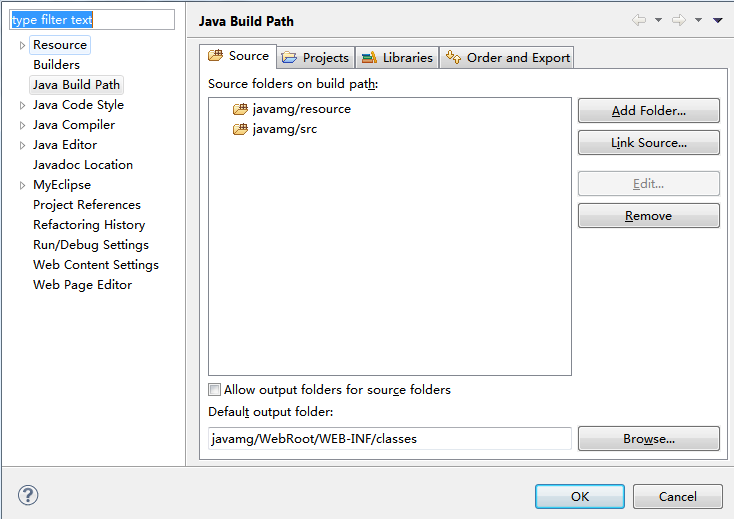 type filter text
Resource
Builders
Java Build Path
Java Code Style
Java Compiler
Java Editor
Javadoc Location
MyEclipse
Project References
Refactoring History
Run/Debug Settings
Web Content Settings
Web Page Editor
Java Build Path
Source Projects Libraries Order and Export
Source folders on build path:
javamg/resource
javamg/src
Add Folder...
Link Source...
Edit...
Remove
Allow output folders for source folders
Default output folder:
javamg/WebRoot/WEB-INF/classes
Browse...
?
OK Cancel